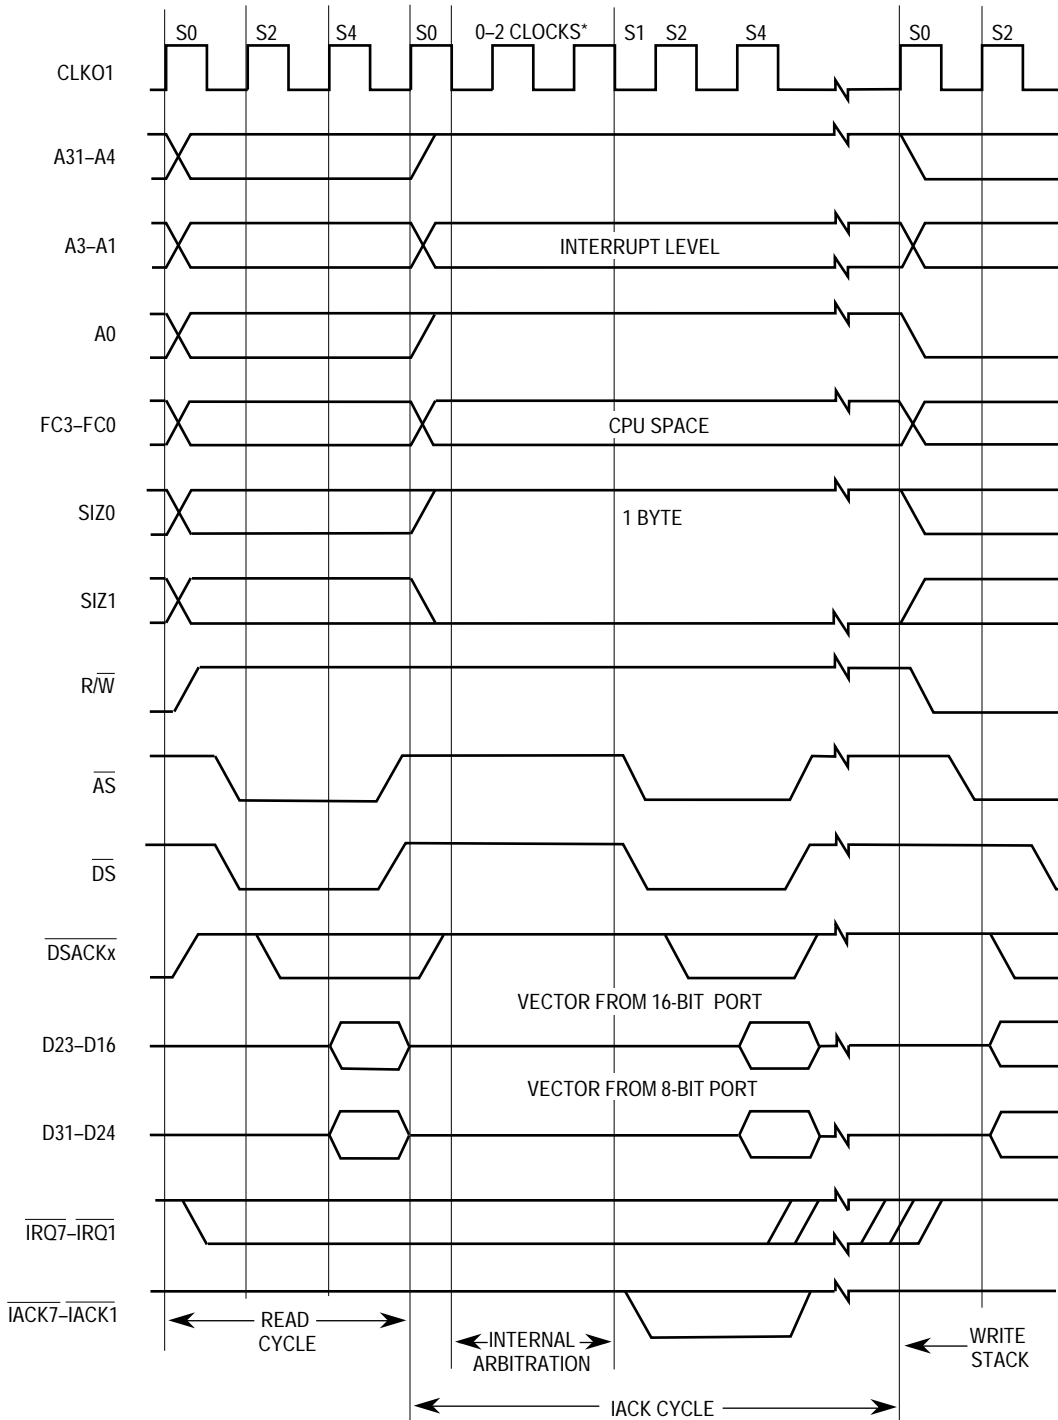 S0 S2 S4 S0 0–2 CLOCKS* S1 S2 S4 S0 S2
CLKO1
A31–A4
A3–A1 INTERRUPT LEVEL
A0
FC3–FC0 CPU SPACE
SIZ0 1 BYTE
SIZ1
R/W
AS
DS
DSACKx
VECTOR FROM 16-BIT PORT
D23–D16
VECTOR FROM 8-BIT PORT
D31–D24
IRQ7–IRQ1
IACK7–IACK1
READ
CYCLE
INTERNAL
ARBITRATION
WRITE
STACK
IACK CYCLE